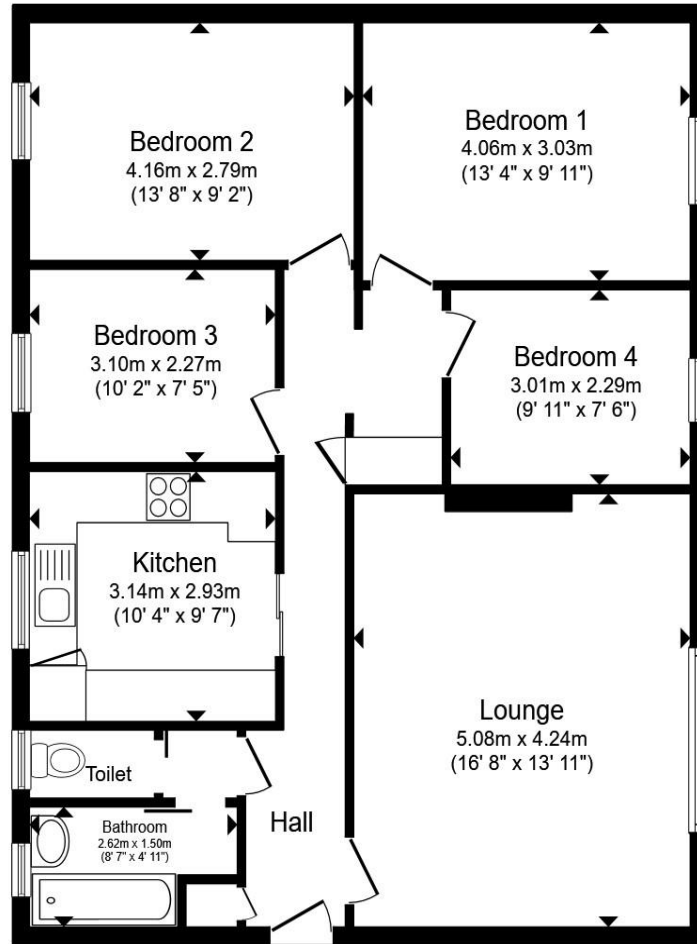 Bedroom 2
4.16m x 2.79m
(13' 8" x 9' 2")
Bedroom 1
4.06m x 3.03m
(13' 4" x 9' 11")
Bedroom 3
3.10m x 2.27m
(10' 2" x 7' 5")
Bedroom 4
3.01m x 2.29m
(9' 11" x 7' 6")
Kitchen
3.14m x 2.93m
(10' 4" x 9' 7")
Lounge
5.08m x 4.24m
(16' 8" x 13' 11")
Toilet
Bathroom
2.62m x 1.50m
(8' 7" x 4' 11")
Hall